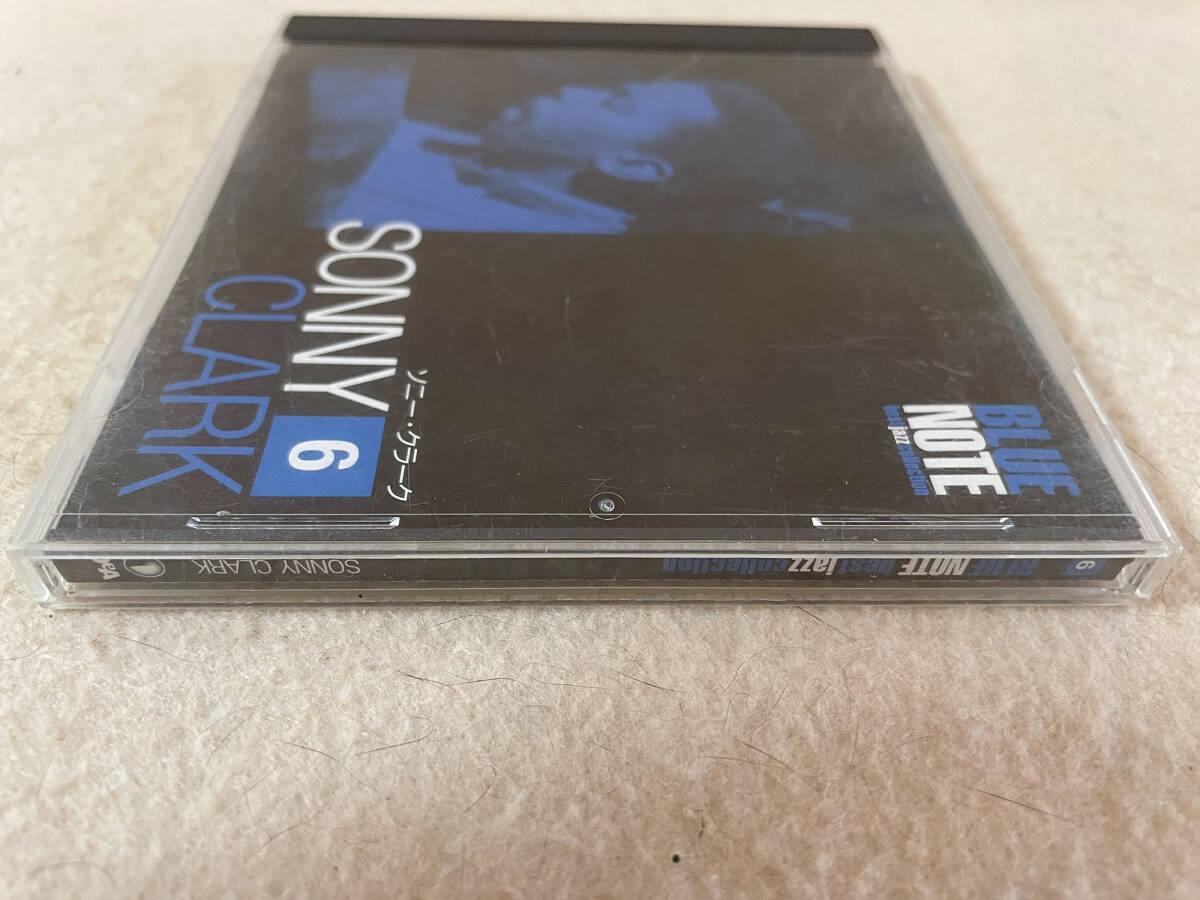 BLUE
NOTE
best jazz collection
ソニー・クラーク
SONNY
6
CLARK
6
BLUE NOTE best jazz collection
SONNY CLARK